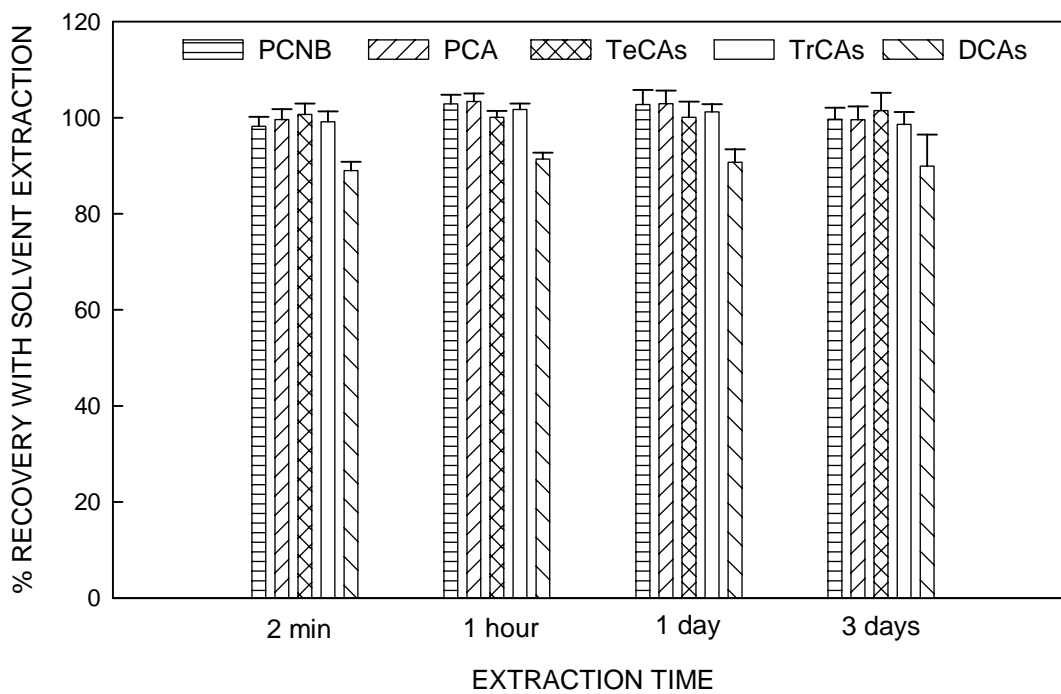 % RECOVERY WITH SOLVENT EXTRACTION
120
100
80
60
40
20
0
PCNB PCA TeCAs TrCAs DCAs
2 min 1 hour 1 day 3 days
EXTRACTION TIME